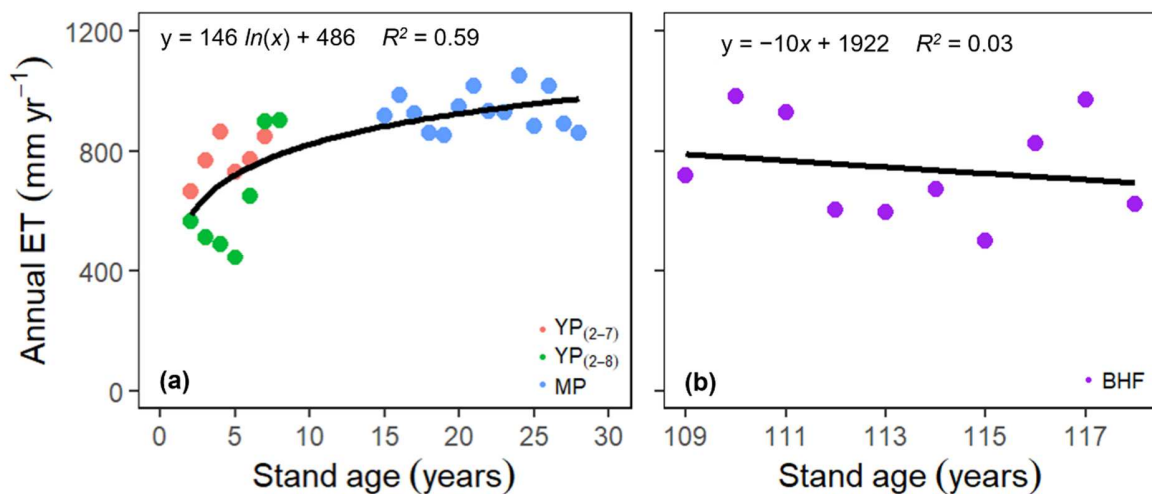 y = 146 ln(x) + 486 R² = 0.59
y = −10x + 1922 R² = 0.03
Annual ET (mm yr⁻¹)
1200
800
400
0
YP(2–7)
YP(2–8)
MP
(a)
BHF
(b)
0 5 10 15 20 25 30
109 111 113 115 117
Stand age (years)
Stand age (years)